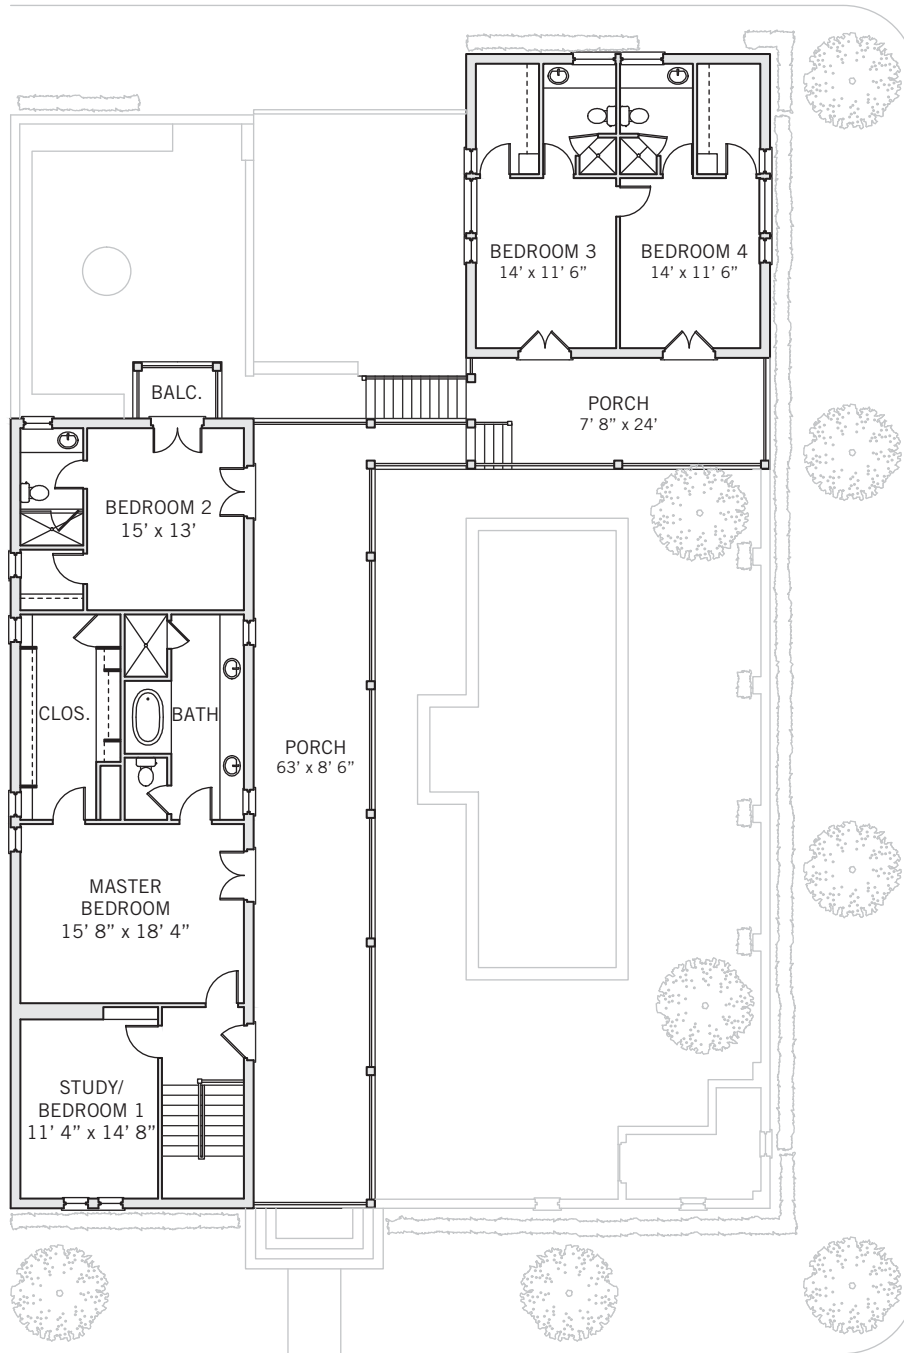 BEDROOM 3
14’ x 11’ 6”
BEDROOM 4
14’ x 11’ 6”
BALC.
PORCH
7’ 8” x 24’
BEDROOM 2
15’ x 13’
CLOS.
BATH
PORCH
63’ x 8’ 6”
MASTER
BEDROOM
15’ 8” x 18’ 4”
STUDY/
BEDROOM 1
11’ 4” x 14’ 8”